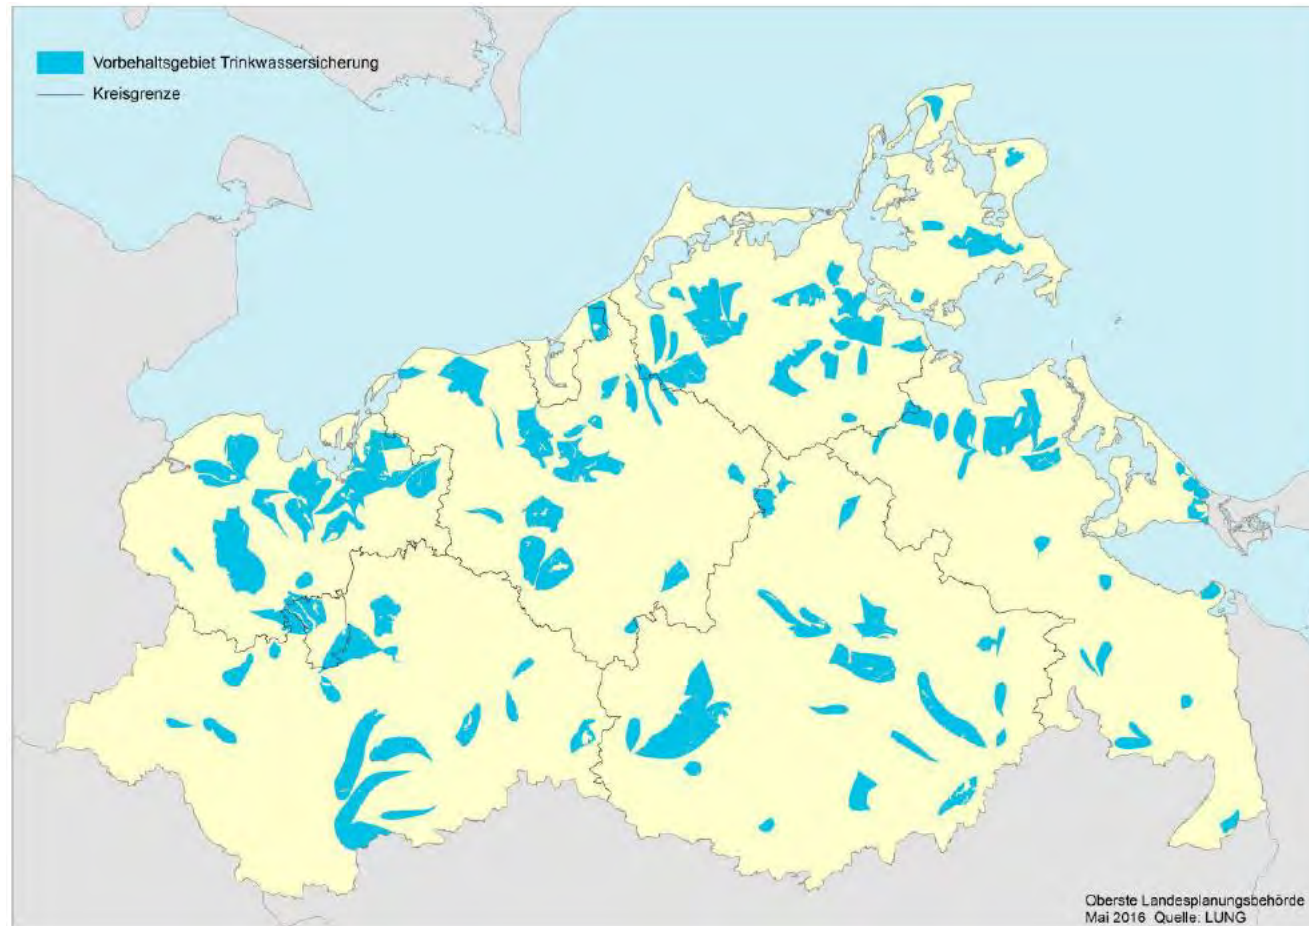 Vorbehaltsgebiet Trinkwassersicherung
Kreisgrenze
Oberste Landesplanungsbehörde
Mai 2016 Quelle: LUNG